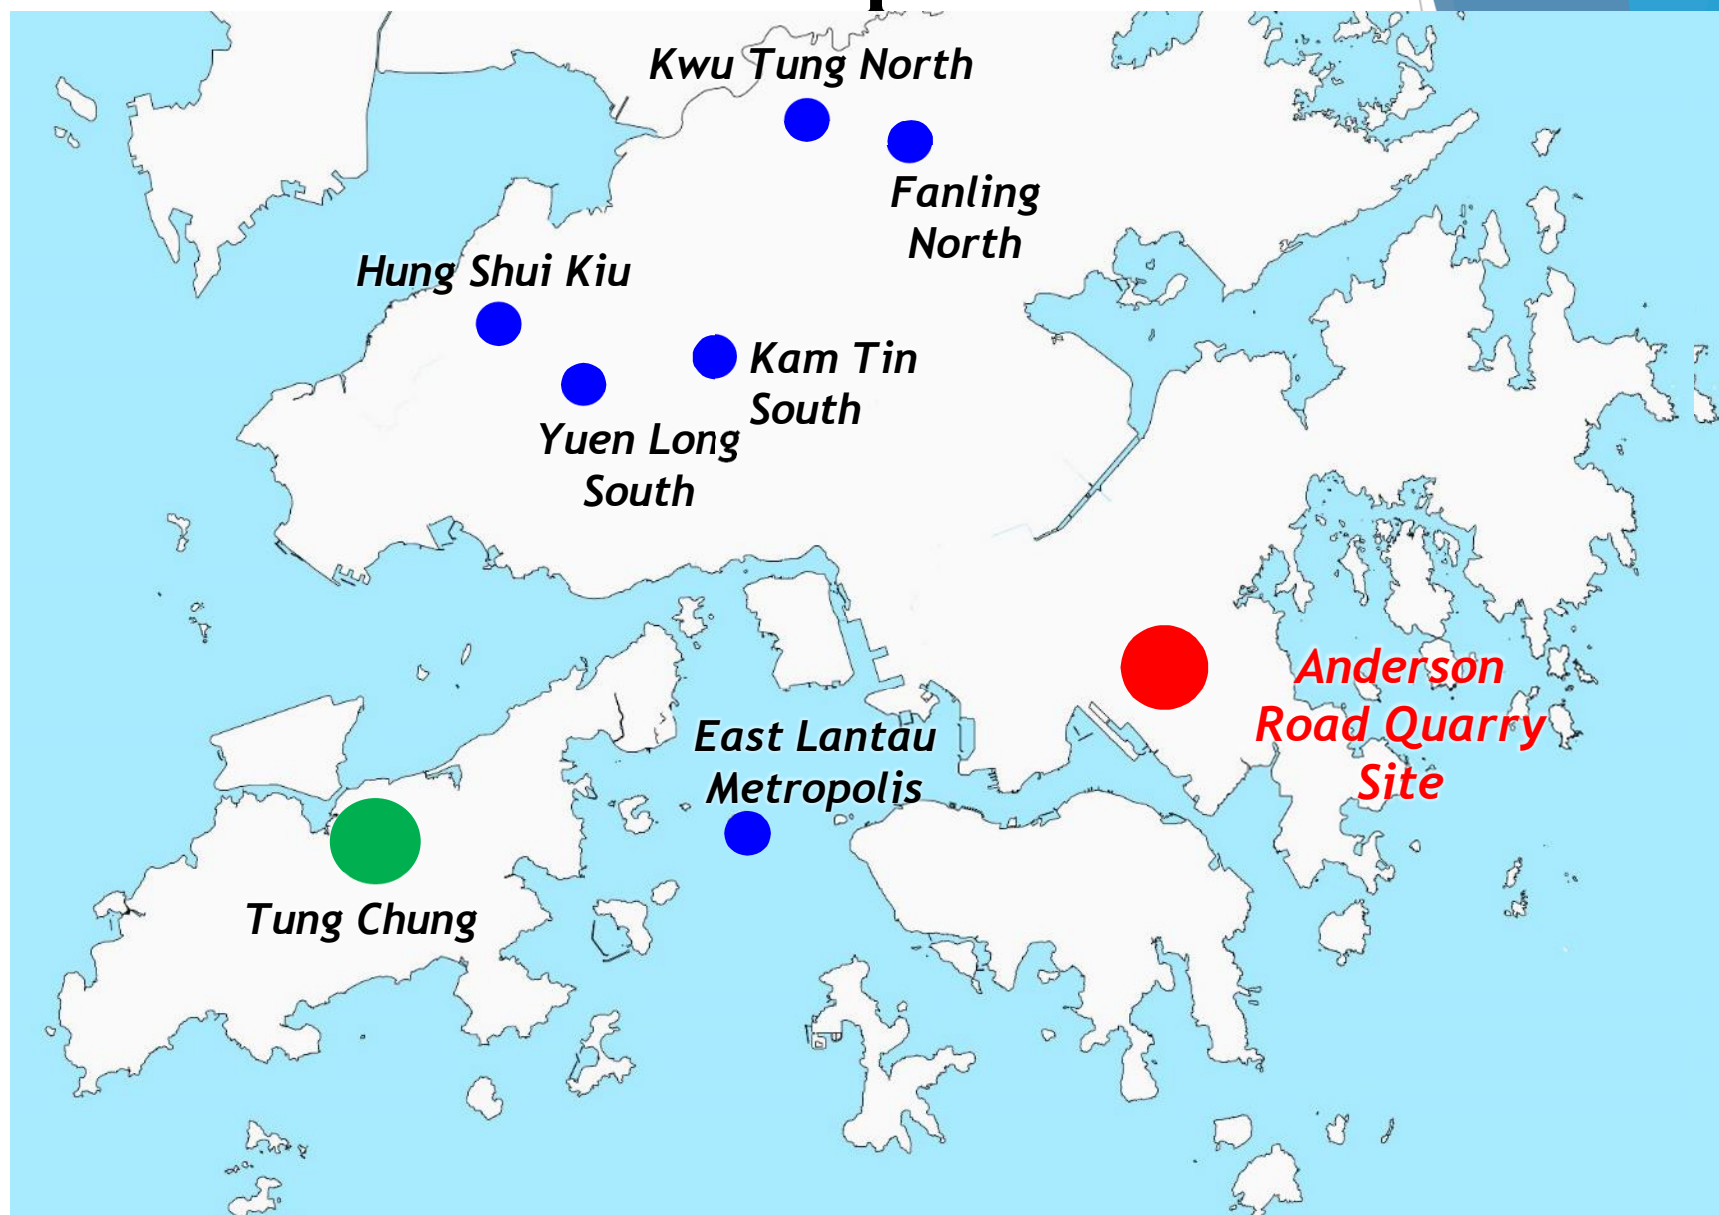 Kwu Tung North
Fanling
North
Hung Shui Kiu
Kam Tin
South
Yuen Long
South
Anderson
Road Quarry
Site
East Lantau
Metropolis
Tung Chung